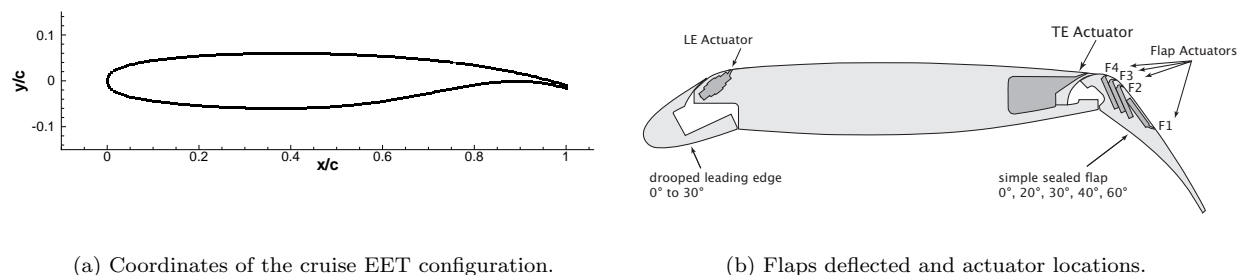 0.1
0
-0.1
y/c
0
0.2
0.4
0.6
0.8
1
x/c
(a) Coordinates of the cruise EET configuration.
LE Actuator
TE Actuator
Flap Actuators
F4
F3
F2
F1
drooped leading edge
0° to 30°
simple sealed flap
0°, 20°, 30°, 40°, 60°
(b) Flaps deflected and actuator locations.